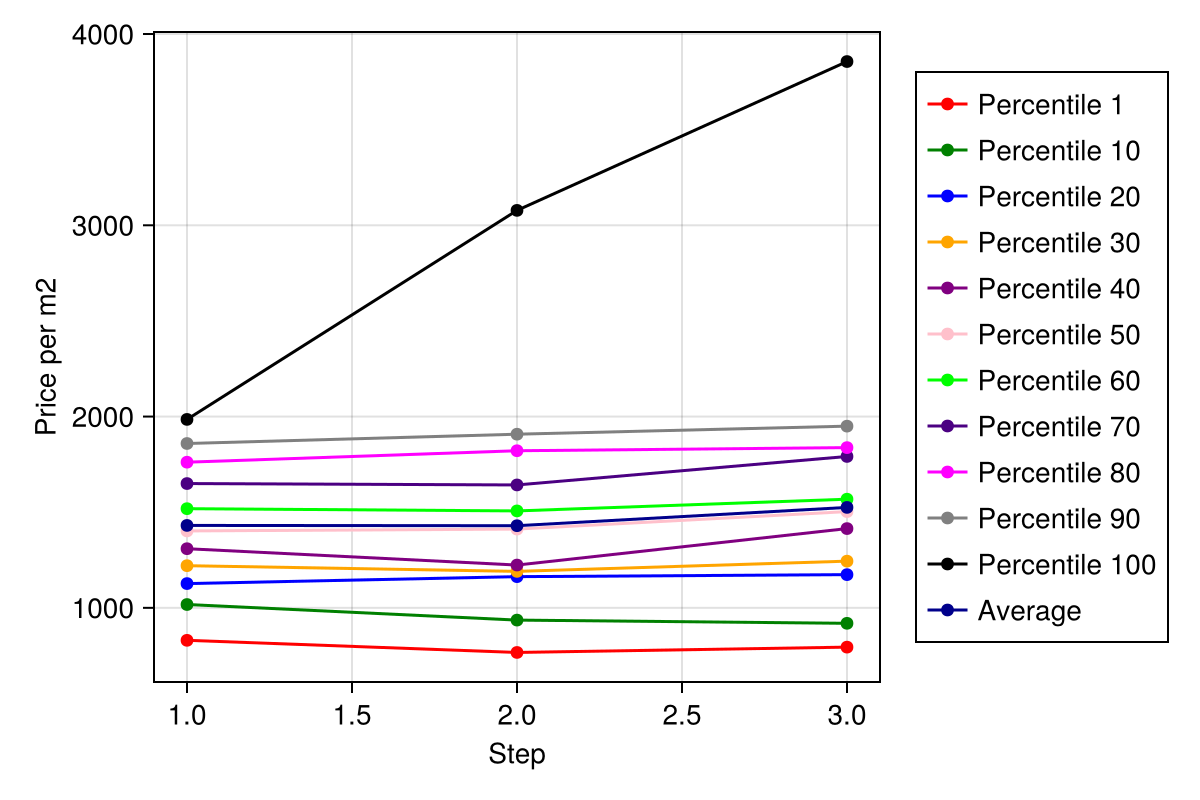 4000
3000
2000
1000
Price per m2
1.0 1.5 2.0 2.5 3.0
Step
Percentile 1
Percentile 10
Percentile 20
Percentile 30
Percentile 40
Percentile 50
Percentile 60
Percentile 70
Percentile 80
Percentile 90
Percentile 100
Average